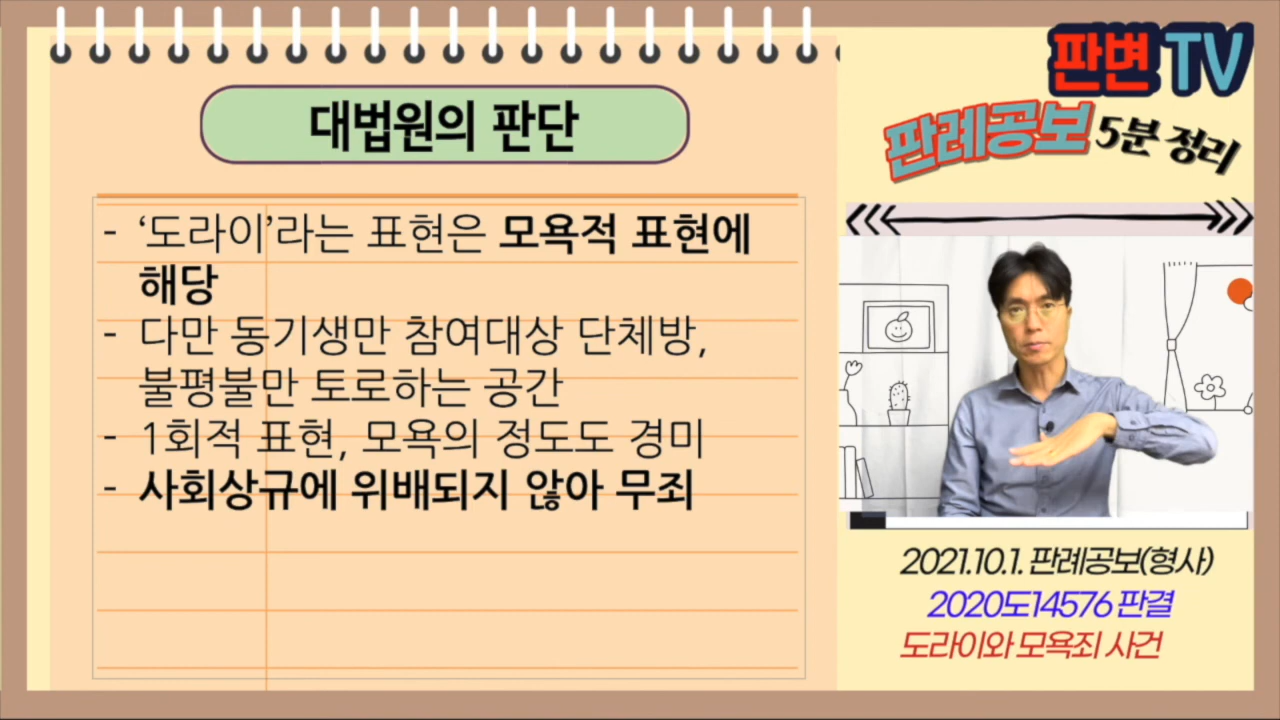 대법원의 판단
- ‘도라이’라는 표현은 모욕적 표현에
해당
- 다만 동기생만 참여대상 단체방,
불평불만 토로하는 공간
- 1회적 표현, 모욕의 정도도 경미
- 사회상규에 위배되지 않아 무죄
판변 TV
판례공보 5분 정리
2021.10.1. 판례공보(형사)
2020도14576 판결
도라이와 모욕죄 사건